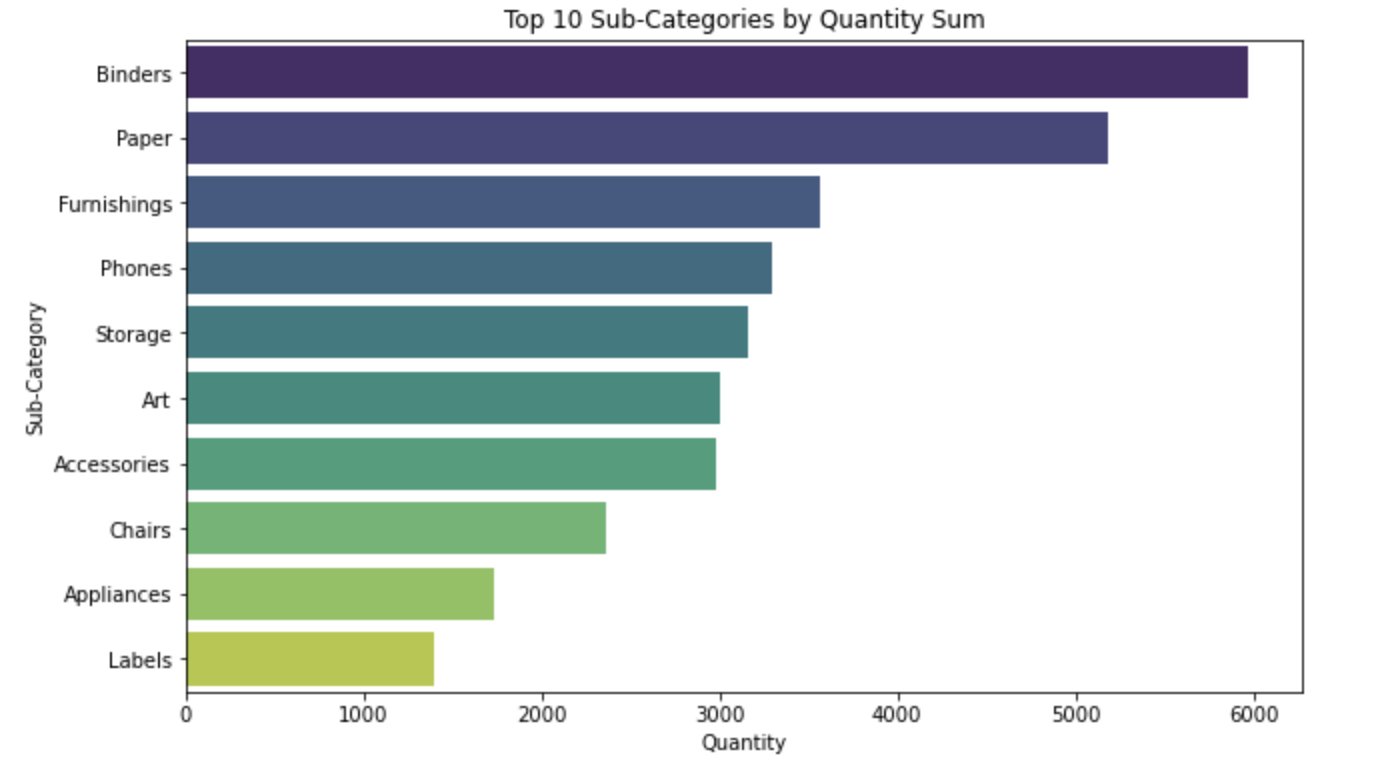 Top 10 Sub-Categories by Quantity Sum
Sub-Category
Binders
Paper
Furnishings
Phones
Storage
Art
Accessories
Chairs
Appliances
Labels
0 1000 2000 3000 4000 5000 6000
Quantity